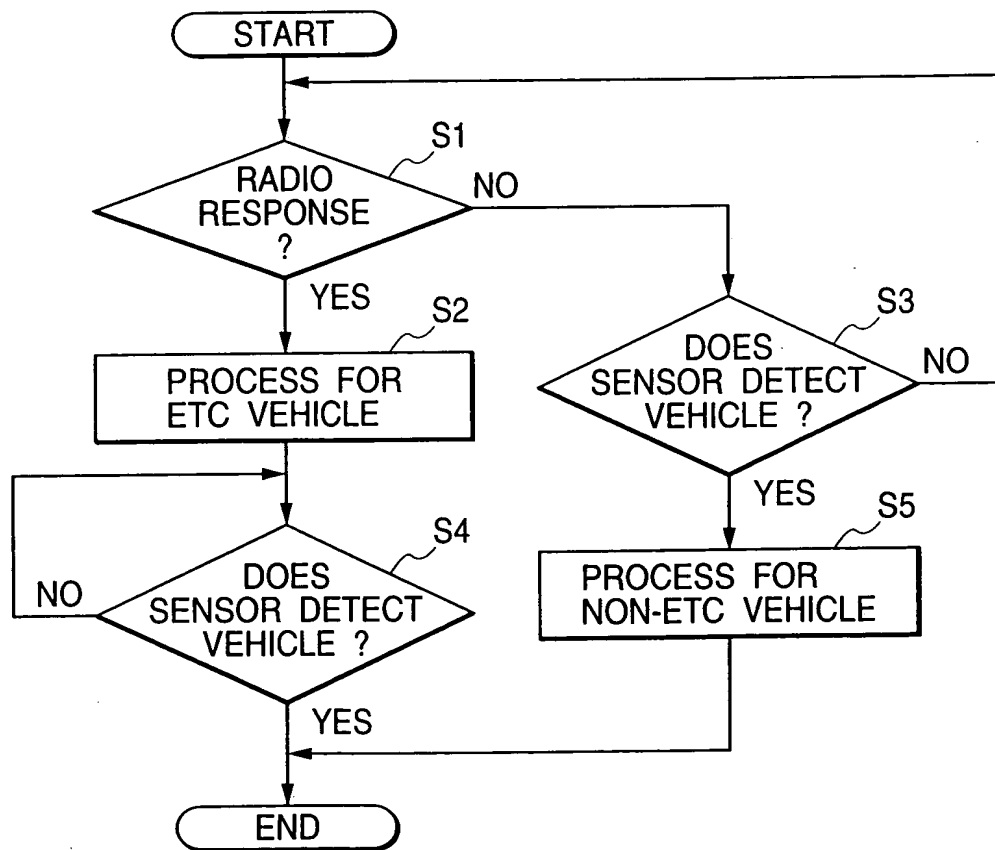 START
S1
RADIO
RESPONSE
?
NO
YES
S2
PROCESS FOR
ETC VEHICLE
S3
DOES
SENSOR DETECT
VEHICLE ?
NO
YES
S4
DOES
SENSOR DETECT
VEHICLE ?
NO
YES
S5
PROCESS FOR
NON-ETC VEHICLE
END